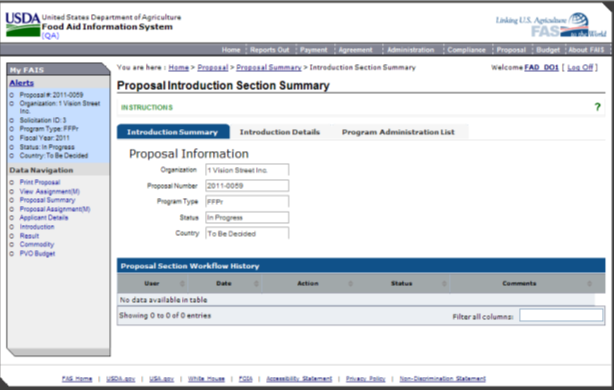 USDA United States Department of Agriculture
Food Aid Information System
(QA)
Linking U.S. Agriculture
FAS to the World
Home Reports Out Payment Agreement Administration Compliance Proposal Budget About FAIS
My FAIS
Alerts
Proposal #: 2011-0059
Organization: 1 Vision Street Inc.
Solicitation ID: 3
Program Type: FFPr
Fiscal Year: 2011
Status: In Progress
Country: To Be Decided
Data Navigation
Print Proposal
View Assignment(M)
Proposal Summary
Proposal Assignment(M)
Applicant Details
Introduction
Result
Commodity
PVO Budget
You are here : Home > Proposal > Proposal Summary > Introduction Section Summary
Welcome FAD_DO1 [ Log Off ]
Proposal Introduction Section Summary
INSTRUCTIONS ?
Introduction Summary Introduction Details Program Administration List
Proposal Information
Organization 1 Vision Street Inc.
Proposal Number 2011-0059
Program Type FFPr
Status In Progress
Country To Be Decided
Proposal Section Workflow History
User Date Action Status Comments
No data available in table
Showing 0 to 0 of 0 entries
Filter all columns:
FAS Home | USDA.gov | USA.gov | White House | FOIA | Accessibility Statement | Privacy Policy | Non-Discrimination Statement